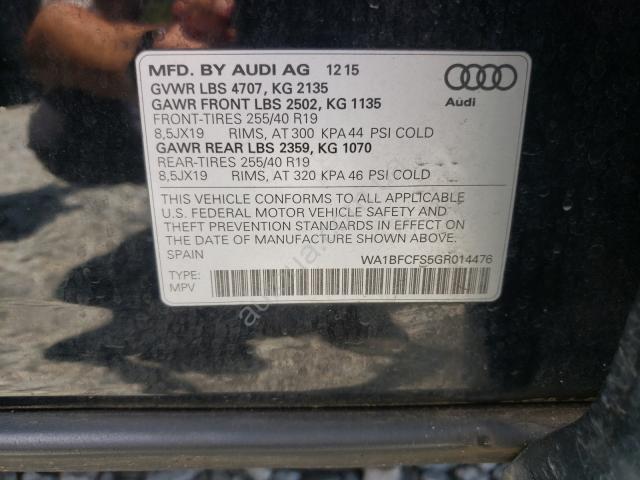 MFD. BY AUDI AG 12 15
GVWR LBS 4707, KG 2135
GAWR FRONT LBS 2502, KG 1135
FRONT-TIRES 255/40 R19
8,5JX19 RIMS, AT 300 KPA 44 PSI COLD
GAWR REAR LBS 2359, KG 1070
REAR-TIRES 255/40 R19
8,5JX19 RIMS, AT 320 KPA 46 PSI COLD
Audi
THIS VEHICLE CONFORMS TO ALL APPLICABLE
U.S. FEDERAL MOTOR VEHICLE SAFETY AND
THEFT PREVENTION STANDARDS IN EFFECT ON
THE DATE OF MANUFACTURE SHOWN ABOVE.
SPAIN WA1BFCFS5GR014476
TYPE:
MPV